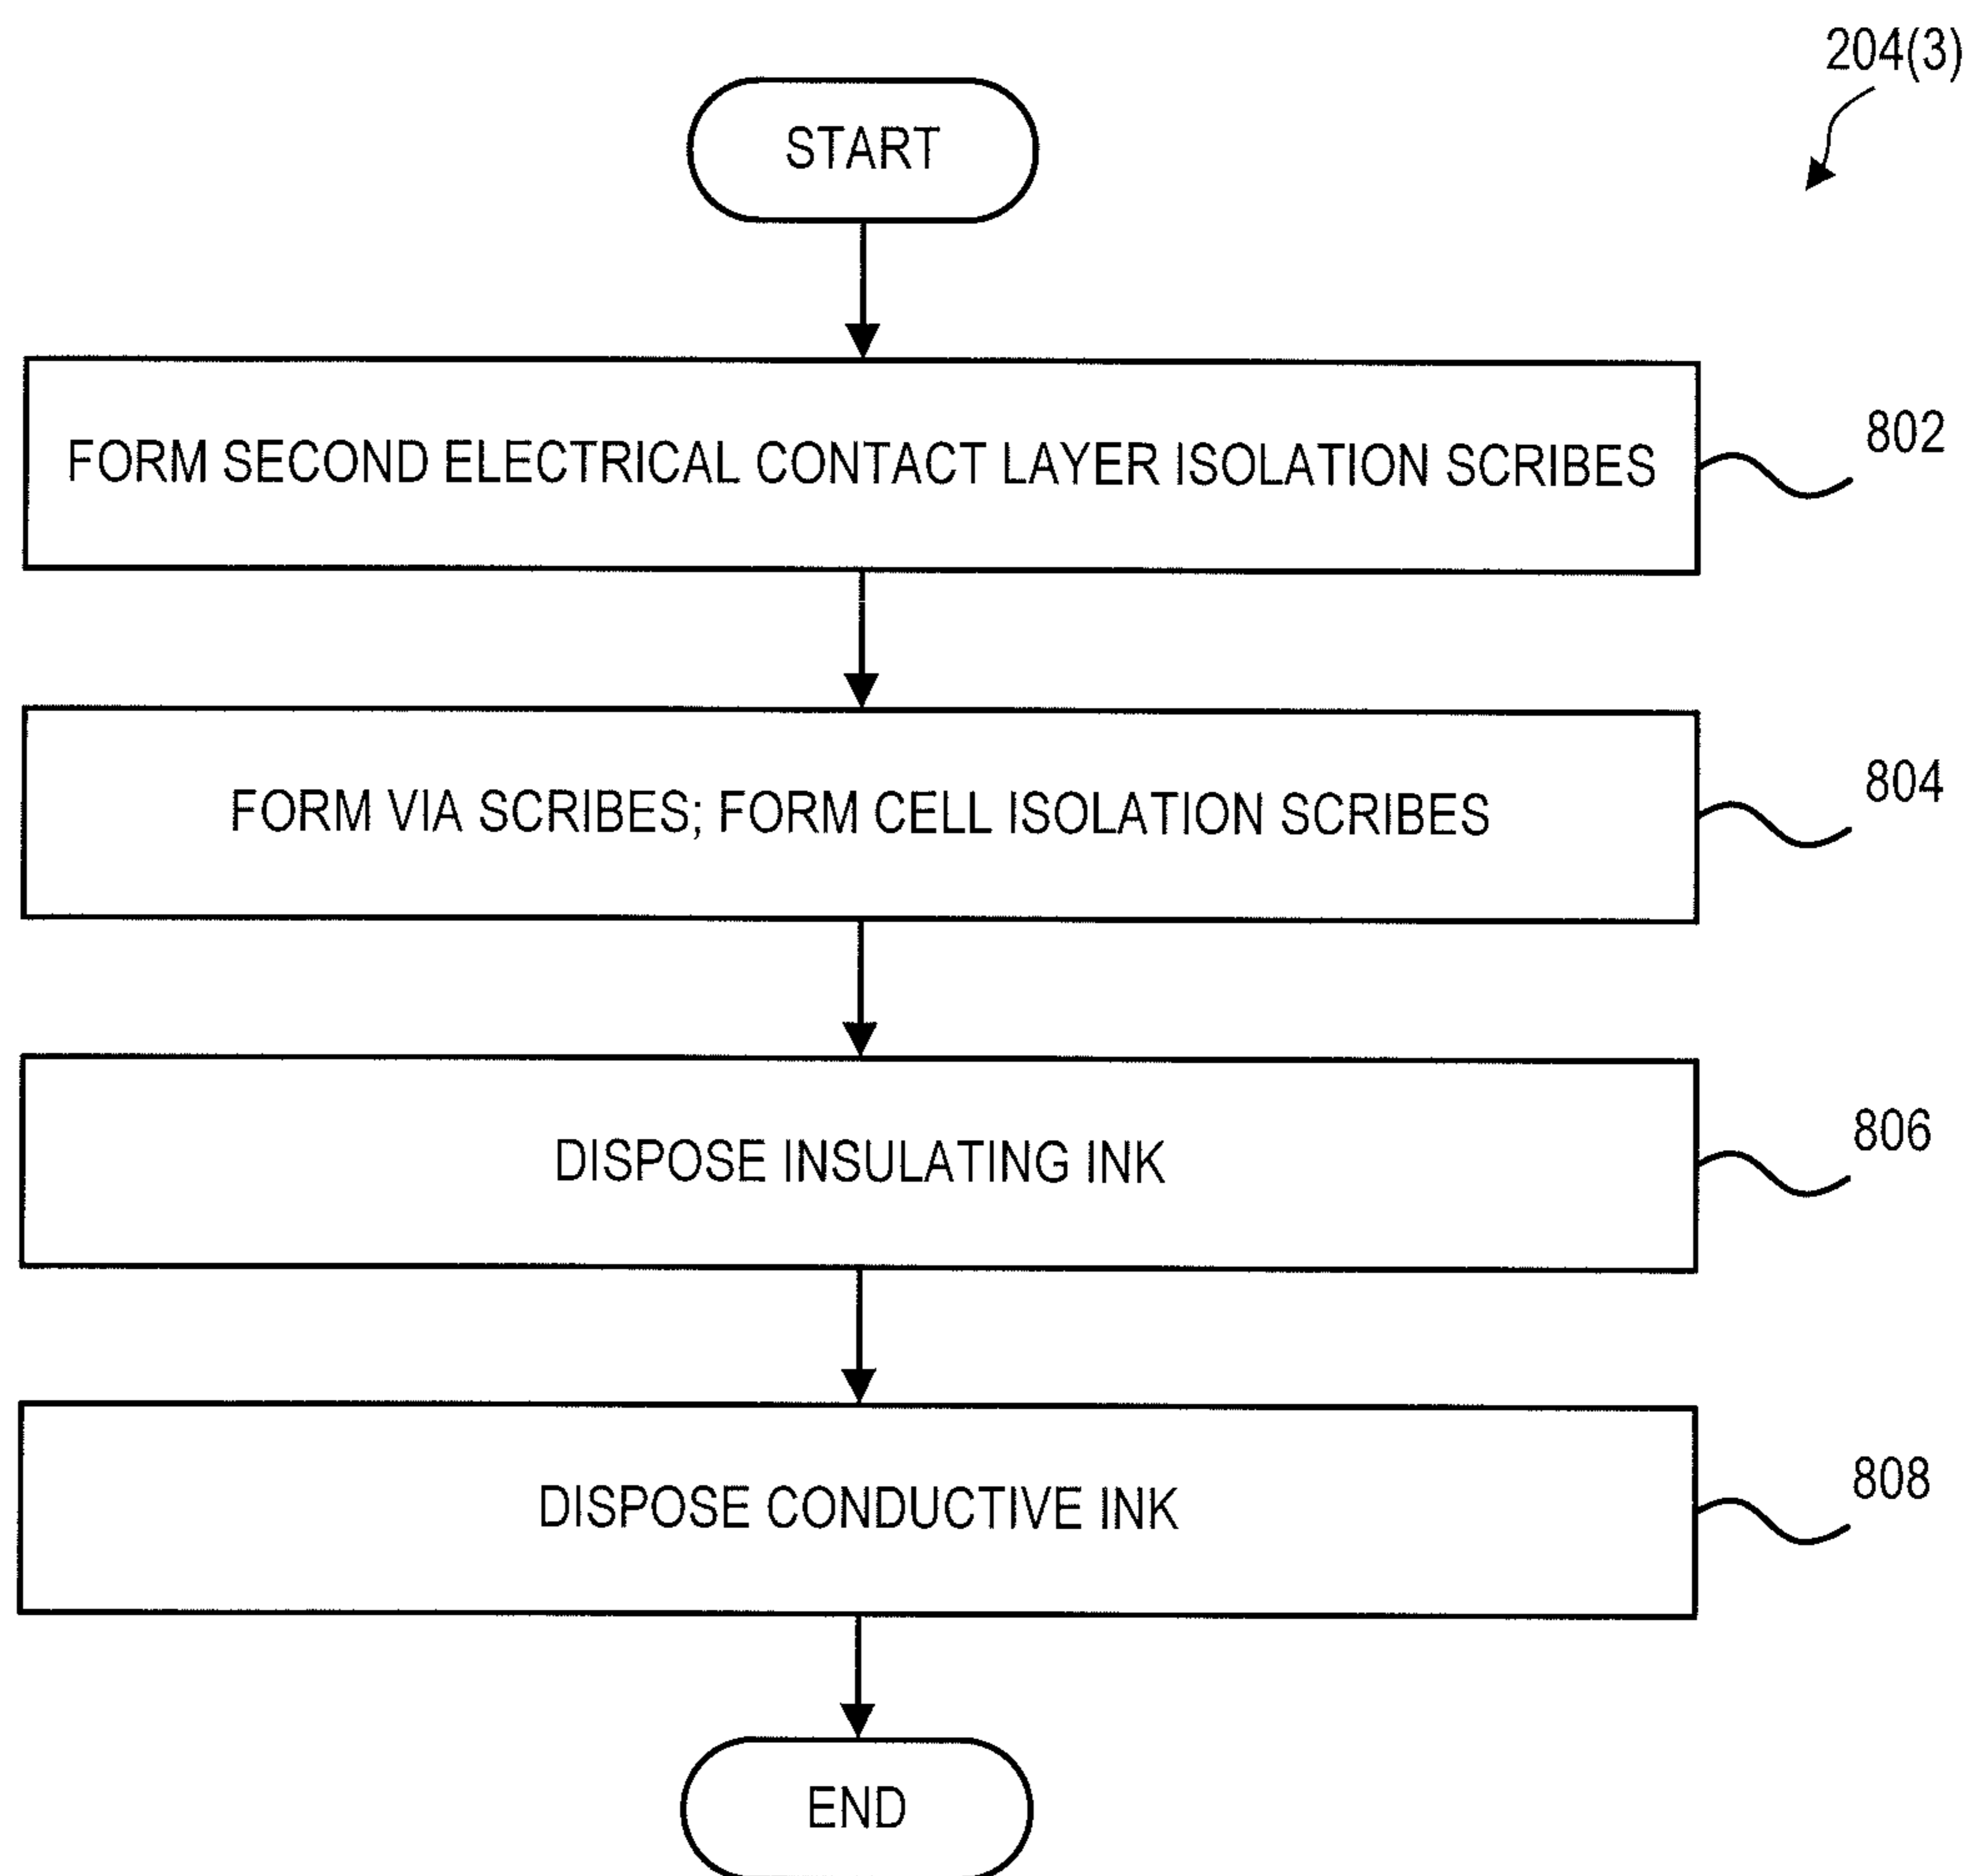 204(3)
START
FORM SECOND ELECTRICAL CONTACT LAYER ISOLATION SCRIBES
802
FORM VIA SCRIBES; FORM CELL ISOLATION SCRIBES
804
DISPOSE INSULATING INK
806
DISPOSE CONDUCTIVE INK
808
END